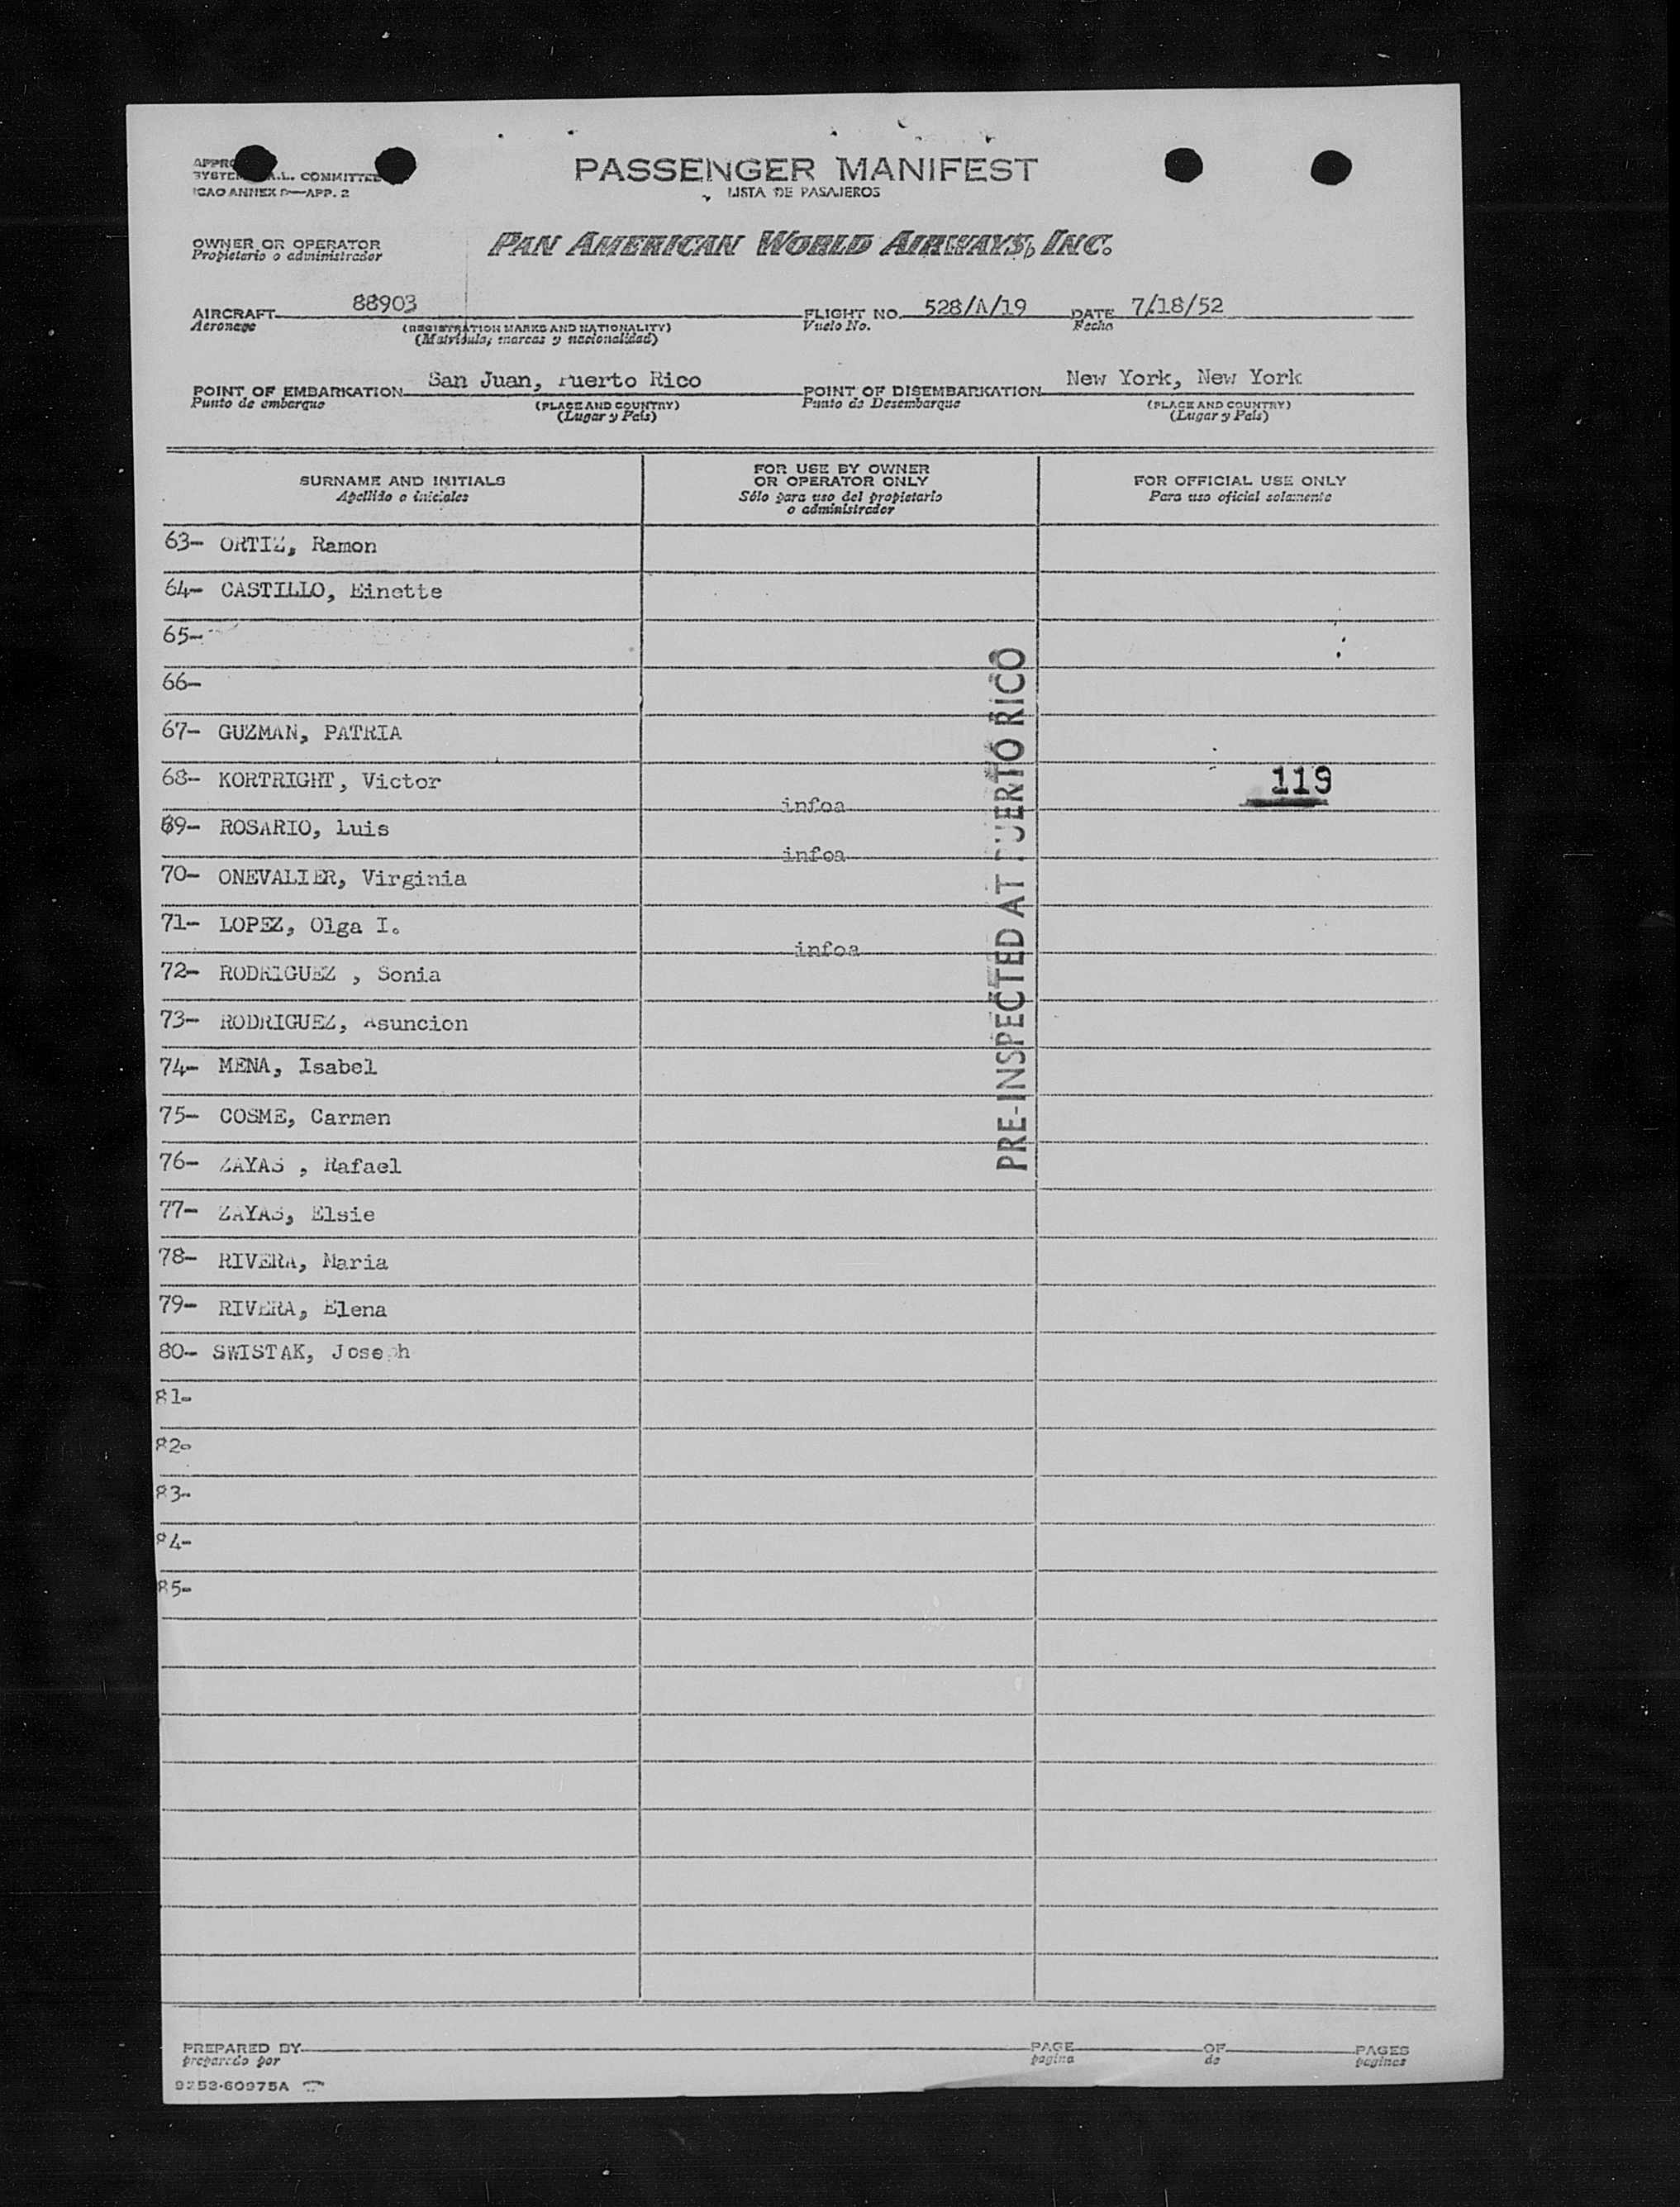 PASSENGER MANIFEST
LISTA DE PASAJEROS
SYSTEM A.L. COMMITTEE
ICAO ANNEX 9—APP. 2
OWNER OR OPERATOR
Propietario o administrador
PAN AMERICAN WORLD AIRWAYS, INC.
AIRCRAFT 88903 FLIGHT NO. 528/A/19 DATE 7/18/52
Aeronave (REGISTRATION MARKS AND NATIONALITY) Vuelo No. Fecha
(Matrícula, marcas y nacionalidad)
POINT OF EMBARKATION San Juan, Puerto Rico POINT OF DISEMBARKATION New York, New York
Punto de embarque (PLACE AND COUNTRY) Punto de Desembarque (PLACE AND COUNTRY)
(Lugar y País) (Lugar y País)
SURNAME AND INITIALS
Apellido e iniciales
FOR USE BY OWNER
OR OPERATOR ONLY
Sólo para uso del propietario
o administrador
FOR OFFICIAL USE ONLY
Para uso oficial solamente
63- ORTIZ, Ramon
64- CASTILLO, Einette
65-
66-
67- GUZMAN, PATRIA
68- KORTRIGHT, Victor
infoa
119
69- ROSARIO, Luis
infoa
70- ONEVALIER, Virginia
71- LOPEZ, Olga I.
infoa
72- RODRIGUEZ , Sonia
73- RODRIGUEZ, Asuncion
74- MENA, Isabel
75- COSME, Carmen
76- ZAYAS , Rafael
77- ZAYAS, Elsie
78- RIVERA, Maria
79- RIVERA, Elena
80- SWISTAK, Joseph
81-
82-
83-
84-
85-
PRE-INSPECTED AT PUERTO RICO
PREPARED BY PAGE OF PAGES
preparado por pagina de paginas
9253-60975A